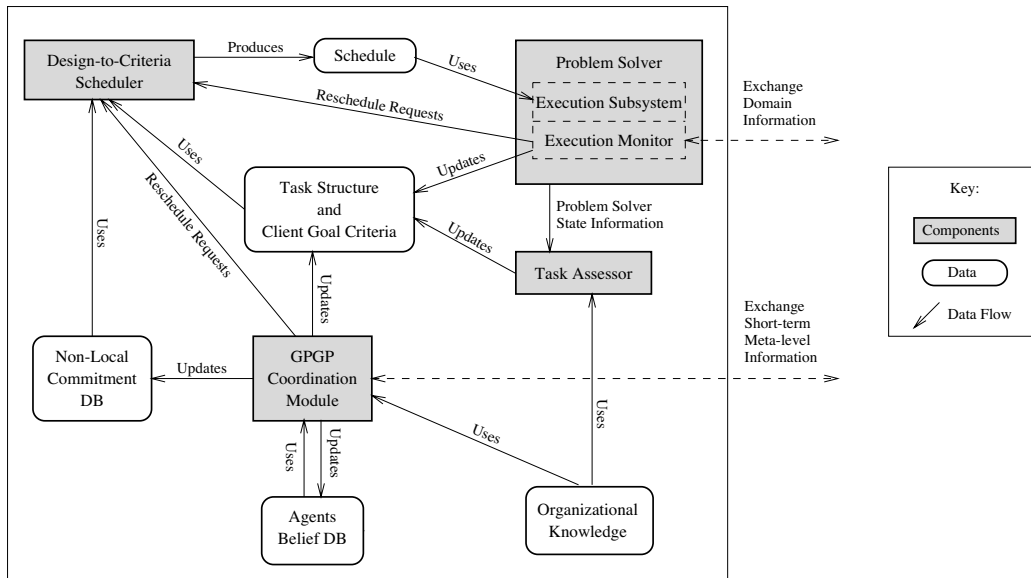 Design-to-Criteria
Scheduler
Produces
Schedule
Uses
Problem Solver
Execution Subsystem
Execution Monitor
Exchange
Domain
Information
Reschedule Requests
Uses
Updates
Task Structure
and
Client Goal Criteria
Problem Solver
State Information
Updates
Task Assessor
Reschedule Requests
Uses
Updates
Key:
Components
Data
Data Flow
Exchange
Short-term
Meta-level
Information
Non-Local
Commitment
DB
Updates
GPGP
Coordination
Module
Uses
Uses
Uses
Updates
Agents
Belief DB
Organizational
Knowledge